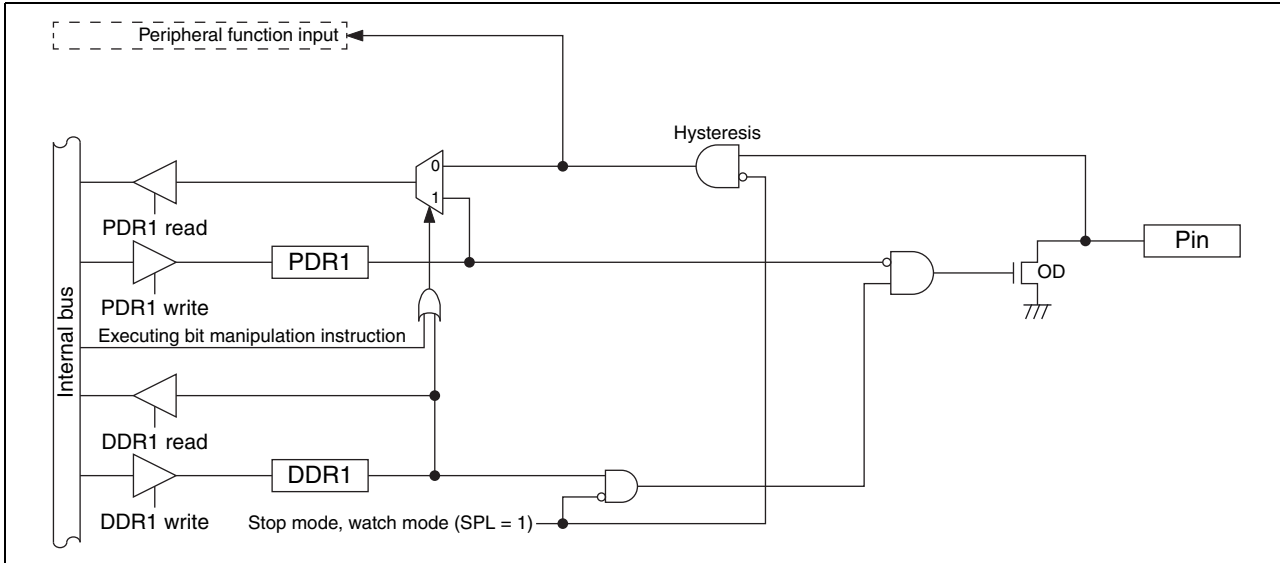 Peripheral function input
Hysteresis
0
1
PDR1 read
Pin
PDR1
OD
PDR1 write
Internal bus
Executing bit manipulation instruction
DDR1 read
DDR1
DDR1 write
Stop mode, watch mode (SPL = 1)